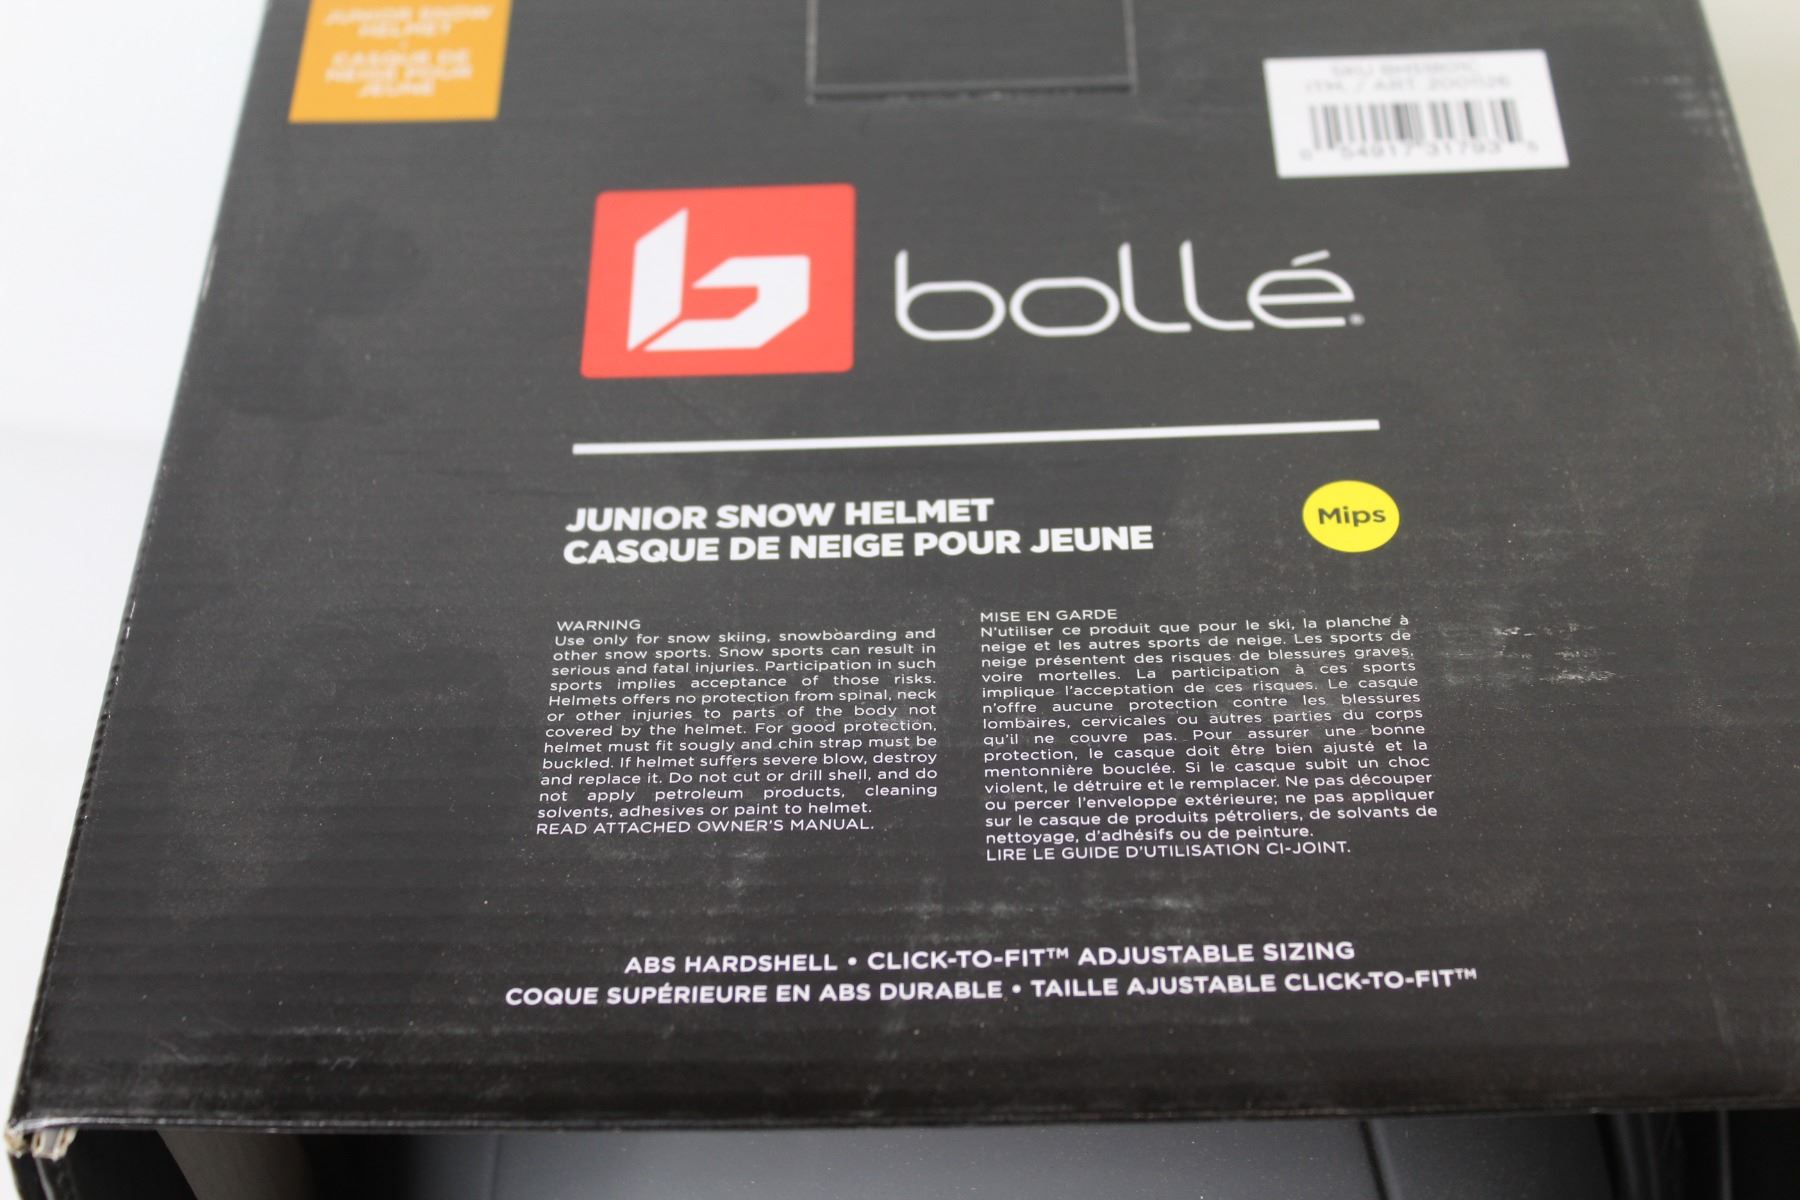 JUNIOR SNOW
HELMET
CASQUE DE
NEIGE POUR
JEUNE
ITM. / ART. 2001126
54917 31793 5
bollé
JUNIOR SNOW HELMET
CASQUE DE NEIGE POUR JEUNE
Mips
WARNING
Use only for snow skiing, snowboarding and
other snow sports. Snow sports can result in
serious and fatal injuries. Participation in such
sports implies acceptance of those risks.
Helmets offers no protection from spinal, neck
or other injuries to parts of the body not
covered by the helmet. For good protection,
helmet must fit sougly and chin strap must be
buckled. If helmet suffers severe blow, destroy
and replace it. Do not cut or drill shell, and do
not apply petroleum products, cleaning
solvents, adhesives or paint to helmet.
READ ATTACHED OWNER'S MANUAL.
MISE EN GARDE
N'utiliser ce produit que pour le ski, la planche à
neige et les autres sports de neige. Les sports de
neige présentent des risques de blessures graves,
voire mortelles. La participation à ces sports
implique l'acceptation de ces risques. Le casque
n'offre aucune protection contre les blessures
lombaires, cervicales ou autres parties du corps
qu'il ne couvre pas. Pour assurer une bonne
protection, le casque doit être bien ajusté et la
mentonnière bouclée. Si le casque subit un choc
violent, le détruire et le remplacer. Ne pas découper
ou percer l'enveloppe extérieure; ne pas appliquer
sur le casque de produits pétroliers, de solvants de
nettoyage, d'adhésifs ou de peinture.
LIRE LE GUIDE D'UTILISATION CI-JOINT.
ABS HARDSHELL • CLICK-TO-FIT™ ADJUSTABLE SIZING
COQUE SUPÉRIEURE EN ABS DURABLE • TAILLE AJUSTABLE CLICK-TO-FIT™